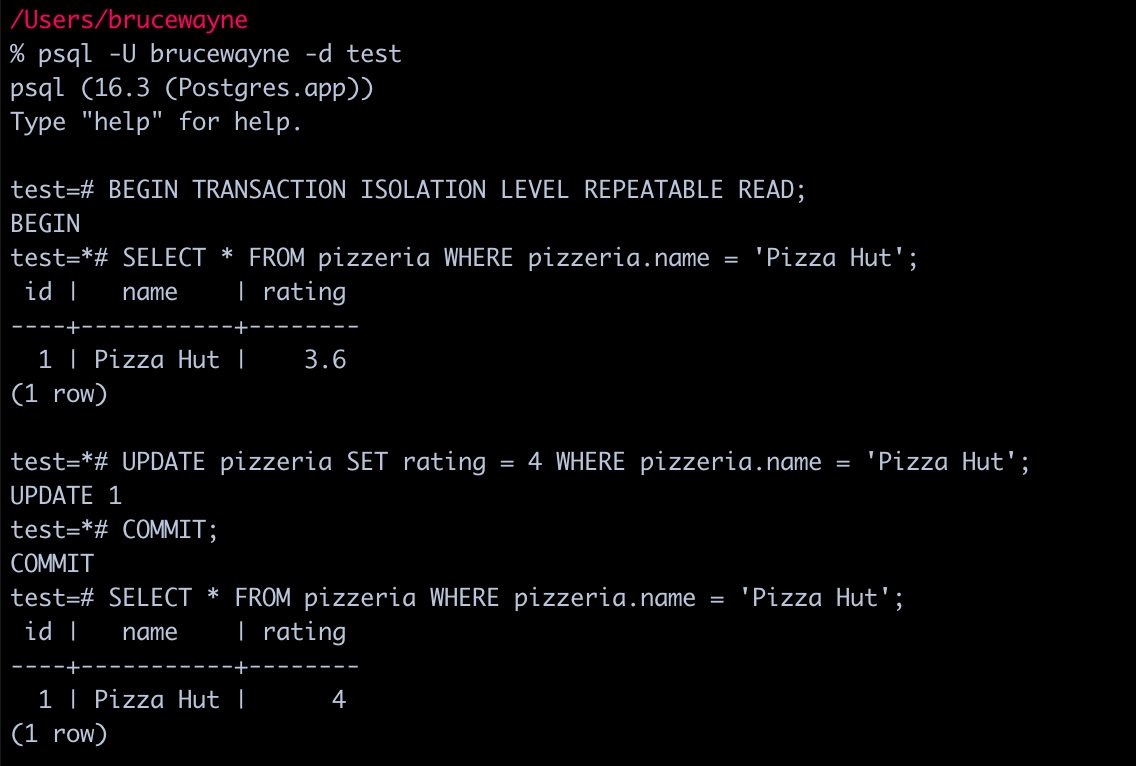 /Users/brucewayne
% psql -U brucewayne -d test
psql (16.3 (Postgres.app))
Type "help" for help.

test=# BEGIN TRANSACTION ISOLATION LEVEL REPEATABLE READ;
BEGIN
test=*# SELECT * FROM pizzeria WHERE pizzeria.name = 'Pizza Hut';
 id |   name    | rating
----+-----------+--------
  1 | Pizza Hut |    3.6
(1 row)

test=*# UPDATE pizzeria SET rating = 4 WHERE pizzeria.name = 'Pizza Hut';
UPDATE 1
test=*# COMMIT;
COMMIT
test=# SELECT * FROM pizzeria WHERE pizzeria.name = 'Pizza Hut';
 id |   name    | rating
----+-----------+--------
  1 | Pizza Hut |      4
(1 row)